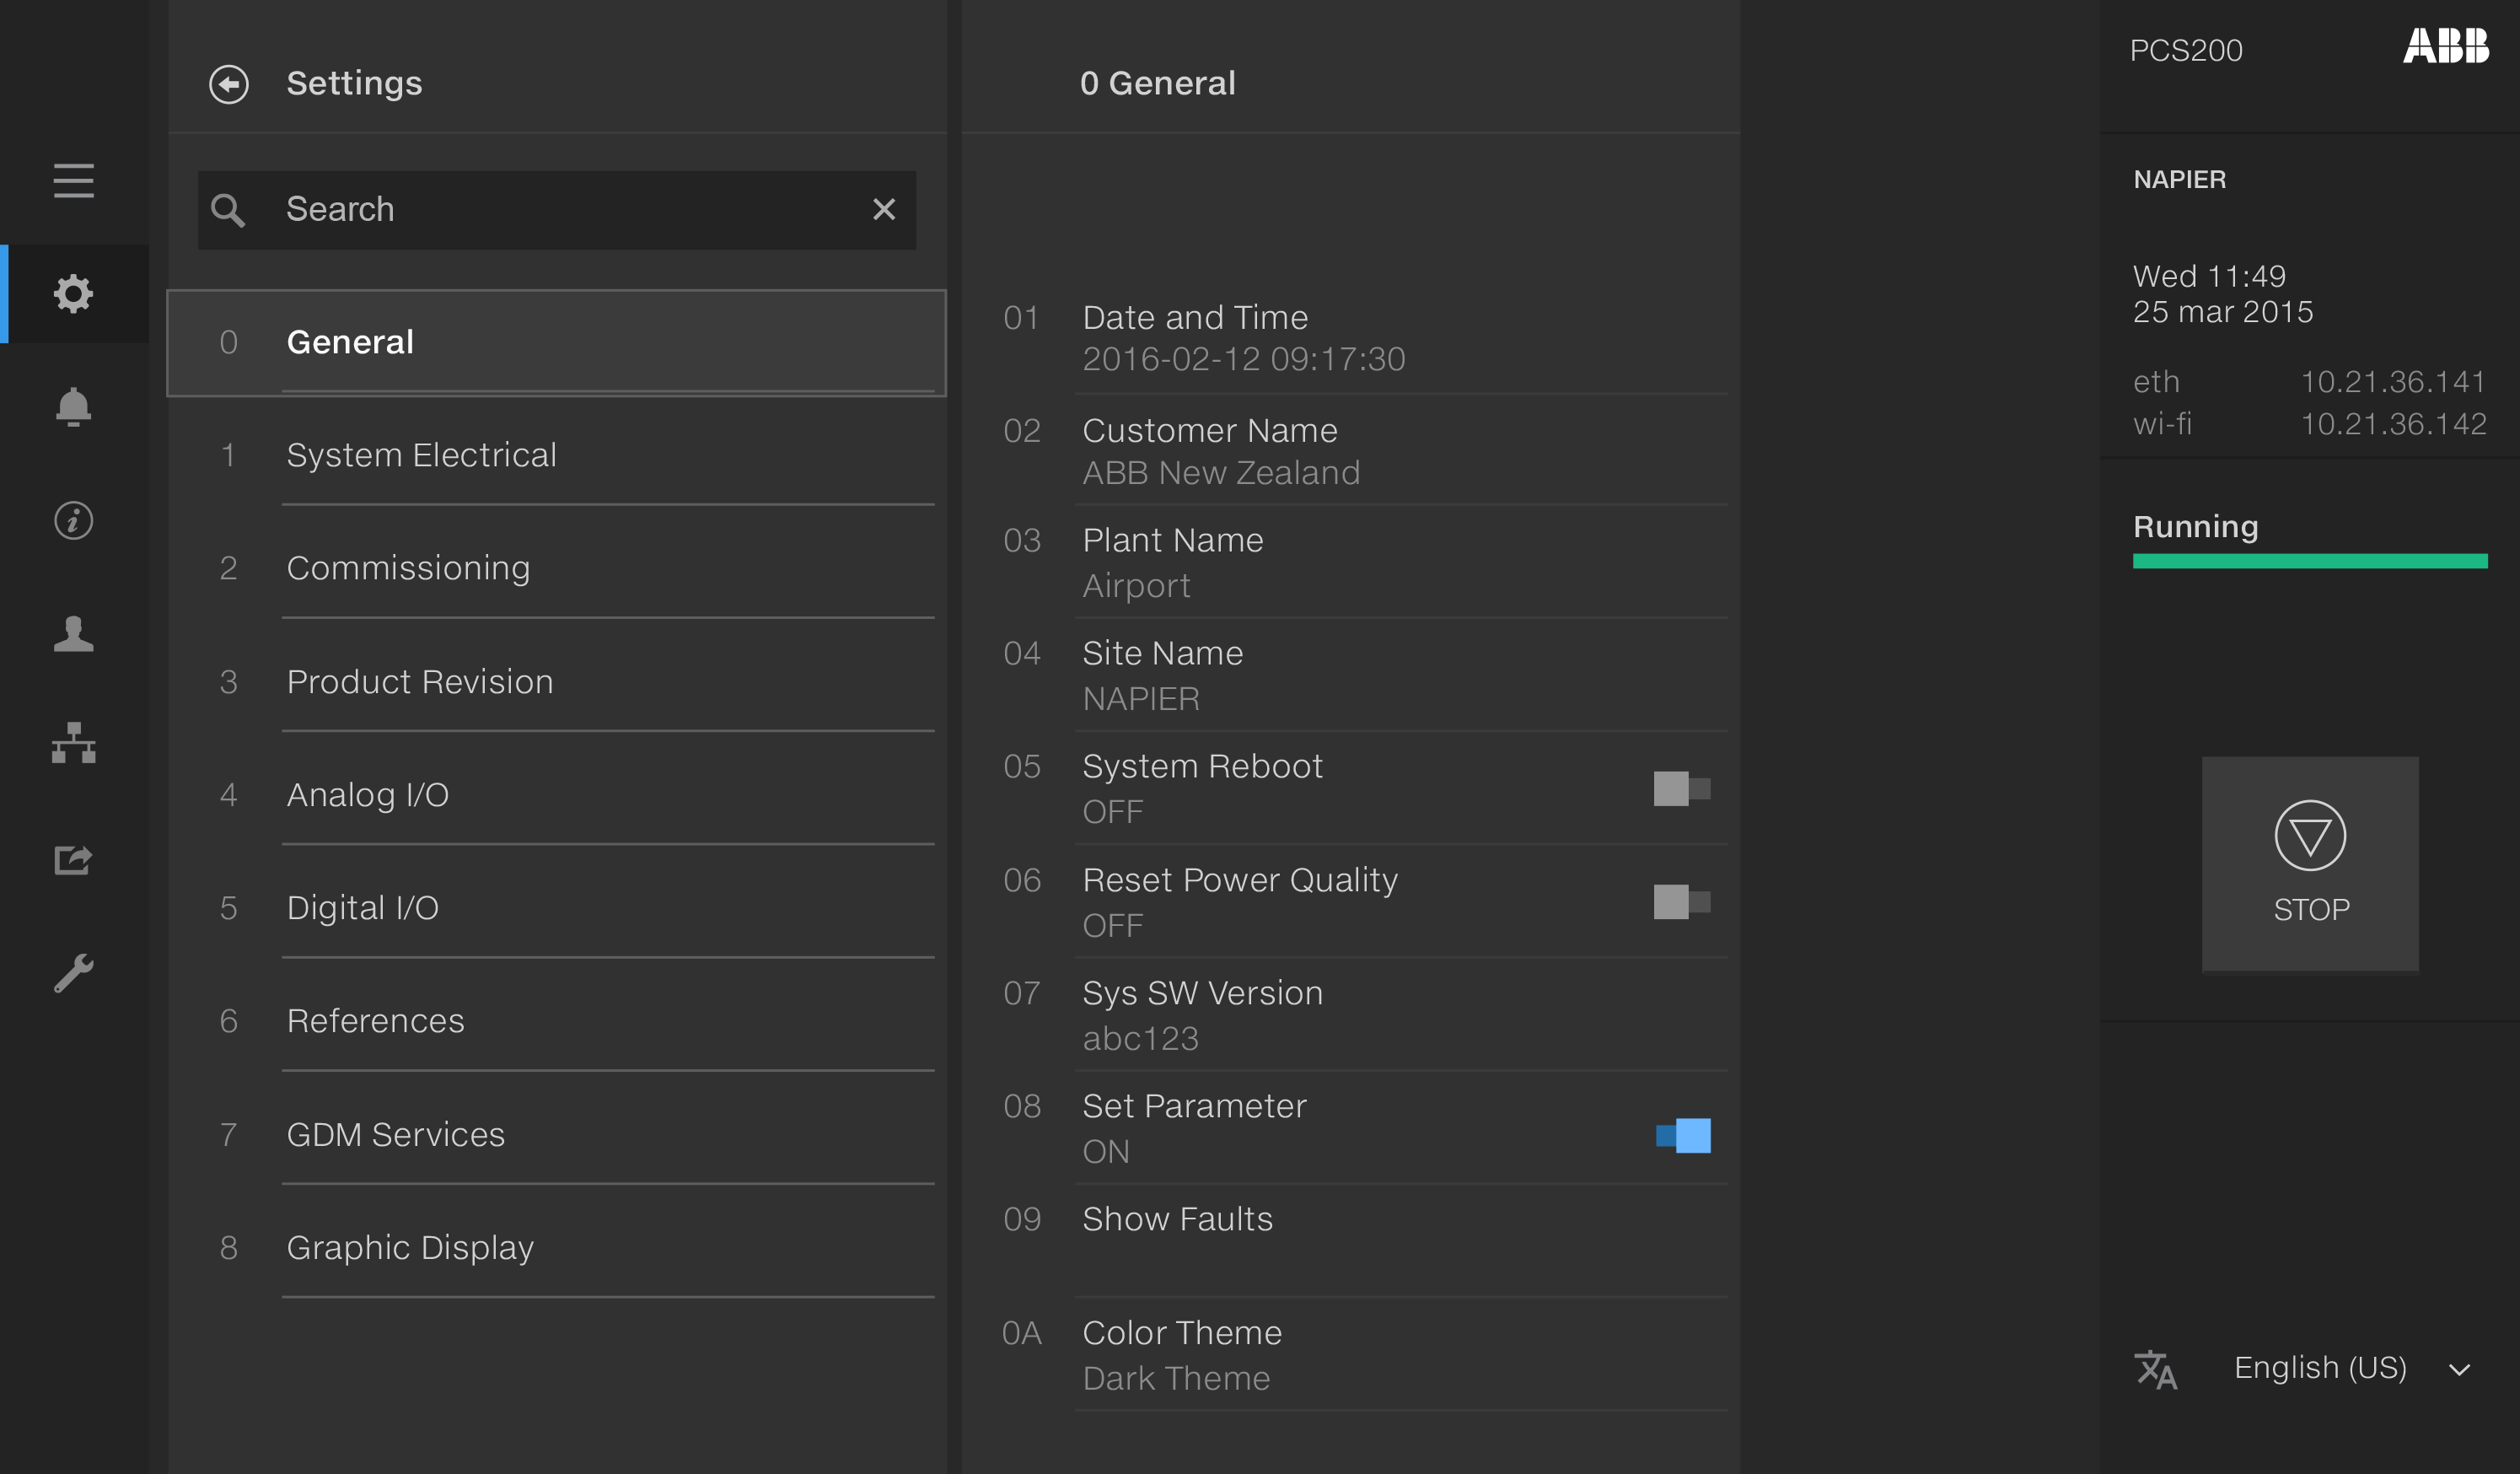 Settings
Search
0 General
1 System Electrical
2 Commissioning
3 Product Revision
4 Analog I/O
5 Digital I/O
6 References
7 GDM Services
8 Graphic Display
0 General
01 Date and Time
2016-02-12 09:17:30
02 Customer Name
ABB New Zealand
03 Plant Name
Airport
04 Site Name
NAPIER
05 System Reboot
OFF
06 Reset Power Quality
OFF
07 Sys SW Version
abc123
08 Set Parameter
ON
09 Show Faults
0A Color Theme
Dark Theme
PCS200 ABB
NAPIER
Wed 11:49
25 mar 2015
eth 10.21.36.141
wi-fi 10.21.36.142
Running
STOP
English (US)